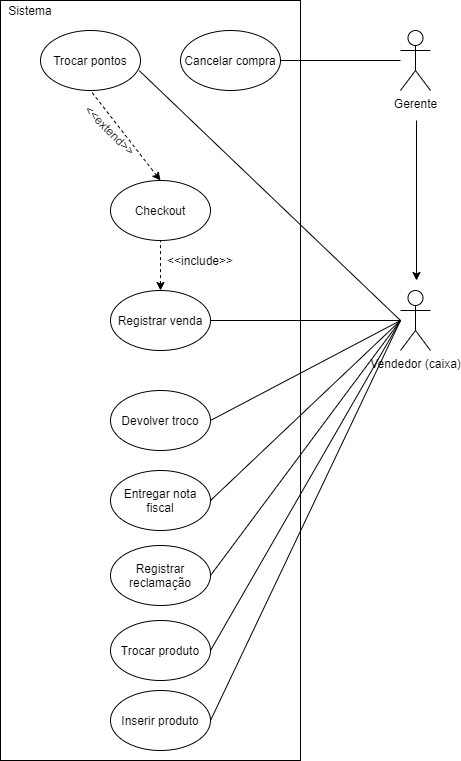 Sistema
Trocar pontos
Cancelar compra
Gerente
<<extend>>
Checkout
<<include>>
Registrar venda
Vendedor (caixa)
Devolver troco
Entregar nota
fiscal
Registrar
reclamação
Trocar produto
Inserir produto